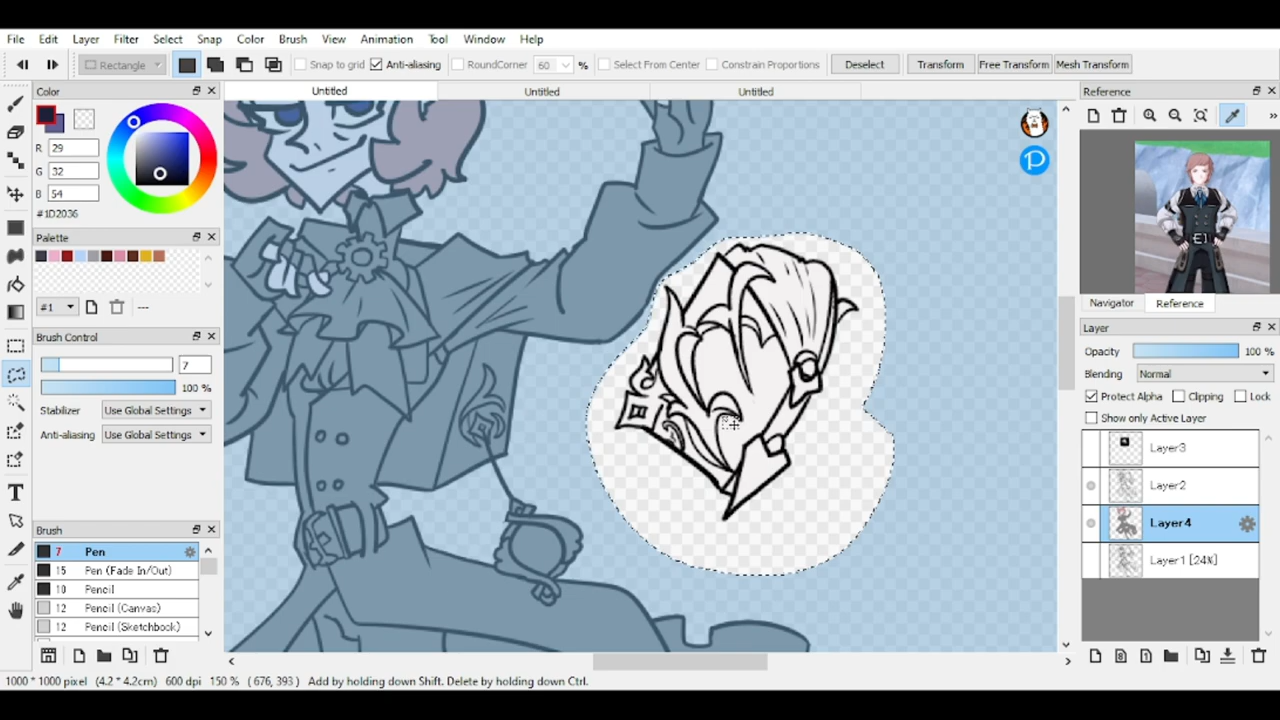 File Edit Layer Filter Select Snap Color Brush View Animation Tool Window Help
Rectangle Snap to grid Anti-aliasing RoundCorner 60 % Select From Center Constrain Proportions Deselect Transform Free Transform Mesh Transform
Color
Untitled Untitled Untitled
Reference
R 29
G 32
B 54
#1D2036
Palette
#1 ---
Navigator Reference
Layer
Brush Control
Opacity 100 %
7
Blending Normal
100 %
Protect Alpha Clipping Lock
Stabilizer Use Global Settings
Show only Active Layer
Anti-aliasing Use Global Settings
Layer3
Layer2
T
Layer4
Brush
7 Pen
Layer1 [24%]
15 Pen (Fade In/Out)
10 Pencil
12 Pencil (Canvas)
12 Pencil (Sketchbook)
8 1
1000 * 1000 pixel (4.2 * 4.2cm) 600 dpi 150 % ( 676, 393 ) Add by holding down Shift. Delete by holding down Ctrl.